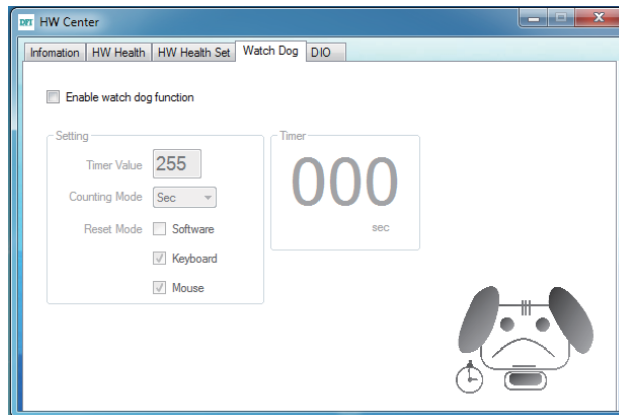 DFI HW Center
Infomation HW Health HW Health Set Watch Dog DIO
Enable watch dog function
Setting
Timer Value 255
Counting Mode Sec
Reset Mode Software
Keyboard
Mouse
Timer
000
sec